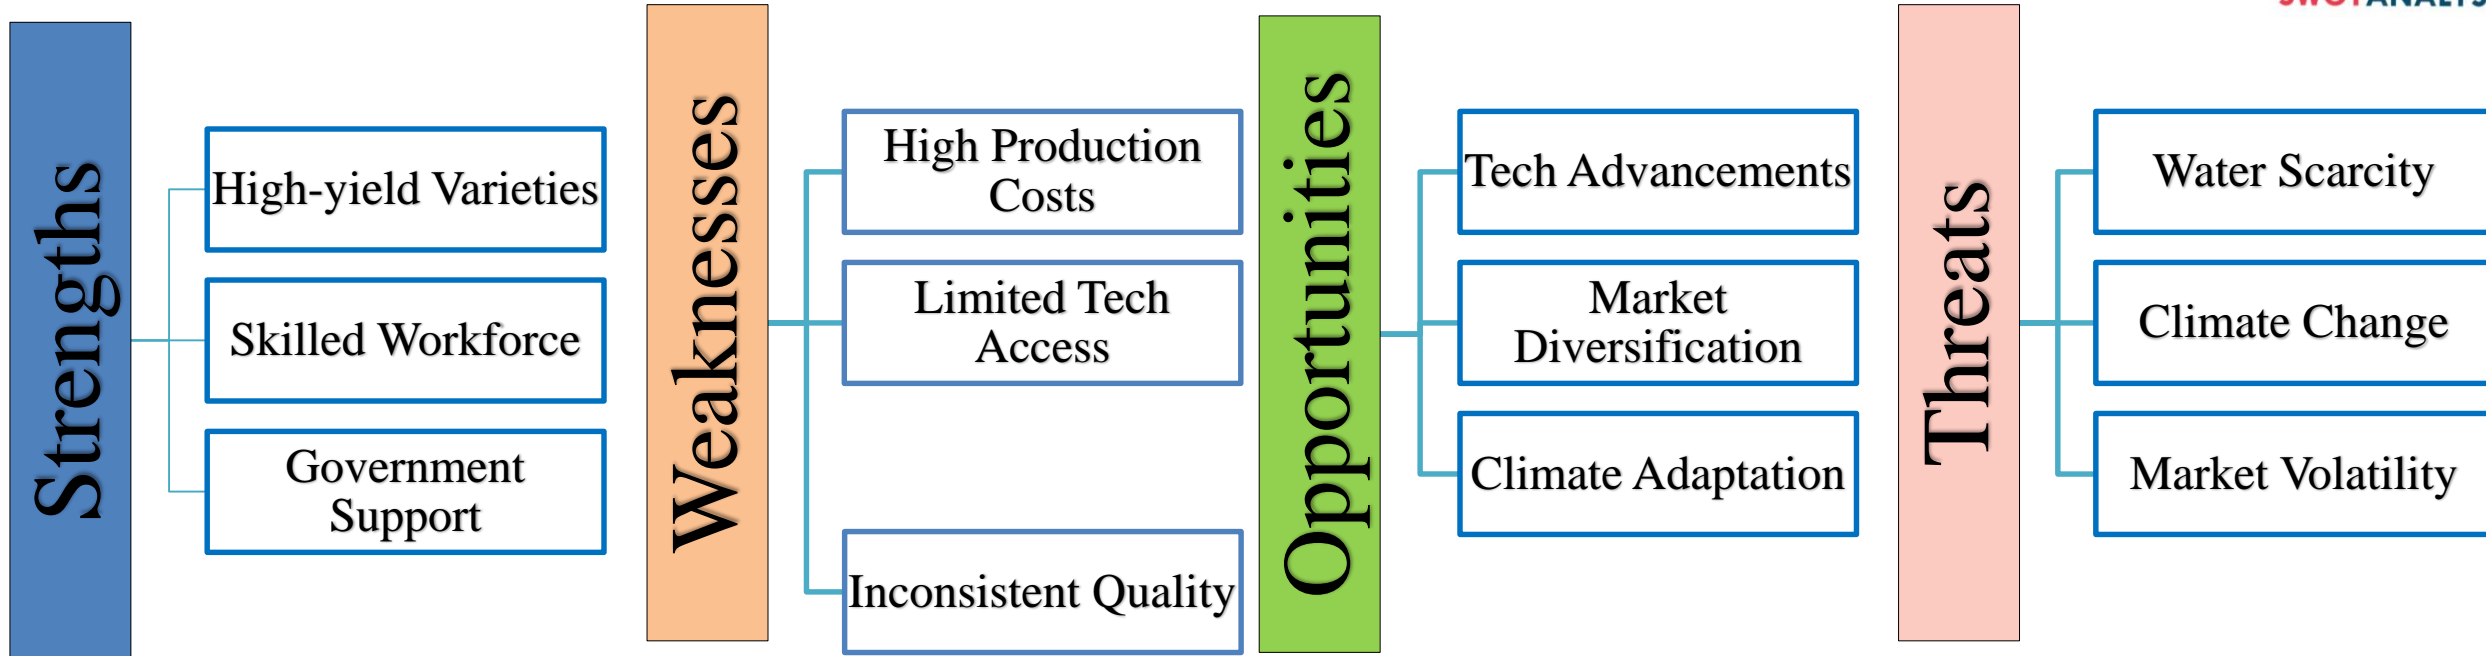 Strengths
High-yield Varieties
Skilled Workforce
Government
Support
Weaknesses
High Production
Costs
Limited Tech
Access
Inconsistent Quality
Opportunities
Tech Advancements
Market
Diversification
Climate Adaptation
Threats
Water Scarcity
Climate Change
Market Volatility